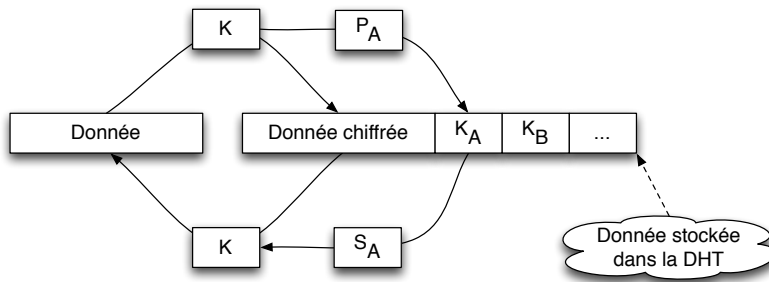 K
P_A
Donnée
Donnée chiffrée
K_A
K_B
...
K
S_A
Donnée stockée
dans la DHT